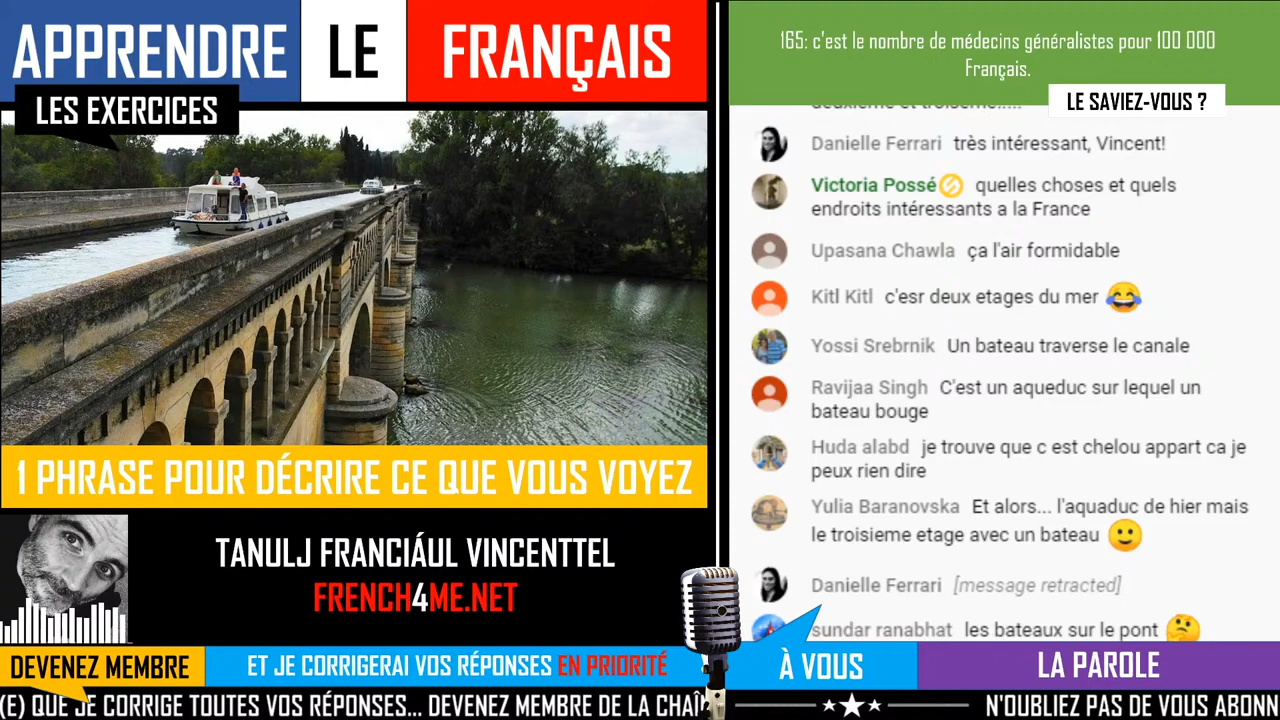 APPRENDRE LE FRANÇAIS
LES EXERCICES
1 PHRASE POUR DÉCRIRE CE QUE VOUS VOYEZ
TANULJ FRANCIÁUL VINCENTTEL
FRENCH4ME.NET
165: c'est le nombre de médecins généralistes pour 100 000
Français.
LE SAVIEZ-VOUS ?
Danielle Ferrari très intéressant, Vincent!
Victoria Possé quelles choses et quels
endroits intéressants a la France
Upasana Chawla ça l'air formidable
Kitl Kitl c'esr deux etages du mer 😂
Yossi Srebrnik Un bateau traverse le canale
Ravijaa Singh C'est un aqueduc sur lequel un
bateau bouge
Huda alabd je trouve que c est chelou appart ca je
peux rien dire
Yulia Baranovska Et alors... l'aquaduc de hier mais
le troisieme etage avec un bateau 🙂
Danielle Ferrari [message retracted]
sundar ranabhat les bateaux sur le pont 🤔
DEVENEZ MEMBRE
ET JE CORRIGERAI VOS RÉPONSES EN PRIORITÉ
À VOUS
LA PAROLE
(E) QUE JE CORRIGE TOUTES VOS RÉPONSES... DEVENEZ MEMBRE DE LA CHAÎ
N'OUBLIEZ PAS DE VOUS ABONN